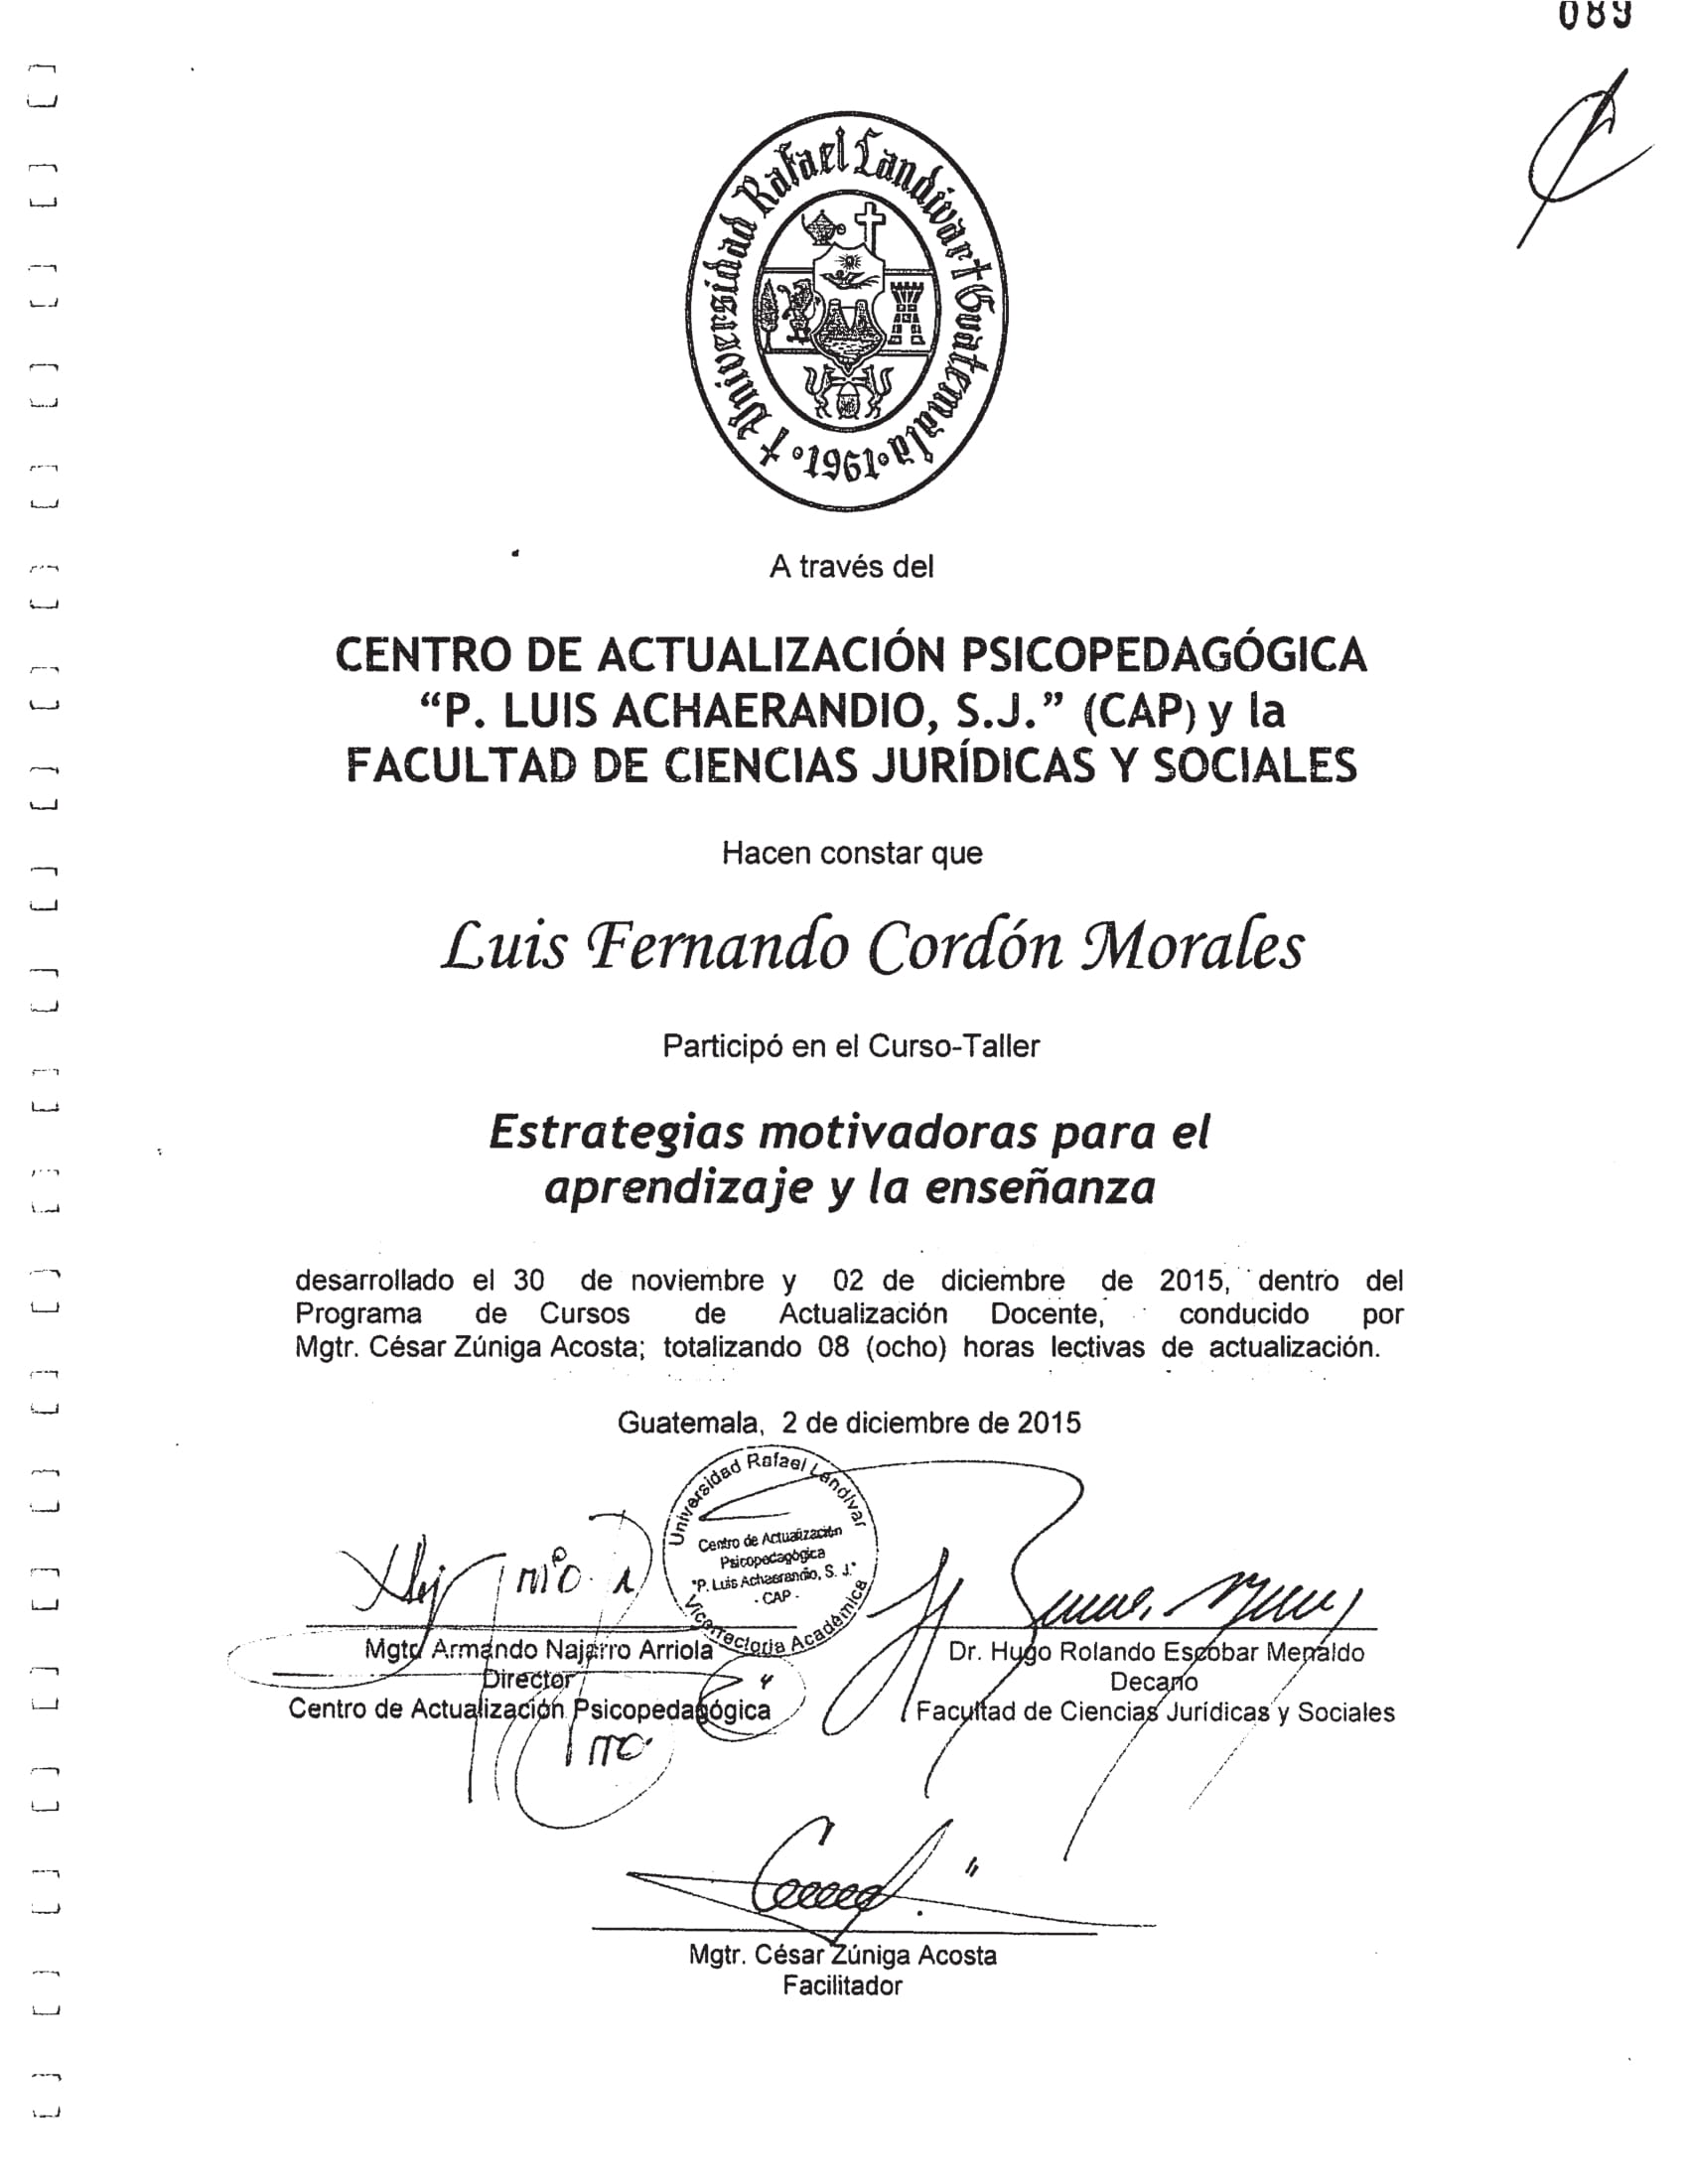 089
Universidad Rafael Landívar Guatemala
1961
A través del
CENTRO DE ACTUALIZACIÓN PSICOPEDAGÓGICA
“P. LUIS ACHAERANDIO, S.J.” (CAP) y la
FACULTAD DE CIENCIAS JURÍDICAS Y SOCIALES
Hacen constar que
Luis Fernando Cordón Morales
Participó en el Curso-Taller
Estrategias motivadoras para el
aprendizaje y la enseñanza
desarrollado el 30 de noviembre y 02 de diciembre de 2015, dentro del
Programa de Cursos de Actualización Docente, conducido por
Mgtr. César Zúniga Acosta; totalizando 08 (ocho) horas lectivas de actualización.
Guatemala, 2 de diciembre de 2015
Universidad Rafael Landívar
Centro de Actualización
Psicopedagógica
"P. Luis Achaerandio, S. J."
- CAP -
Vicerrectoría Académica
Mgtr. Armando Najarro Arriola
Director
Centro de Actualización Psicopedagógica
Dr. Hugo Rolando Escobar Menaldo
Decano
Facultad de Ciencias Jurídicas y Sociales
Mgtr. César Zúniga Acosta
Facilitador